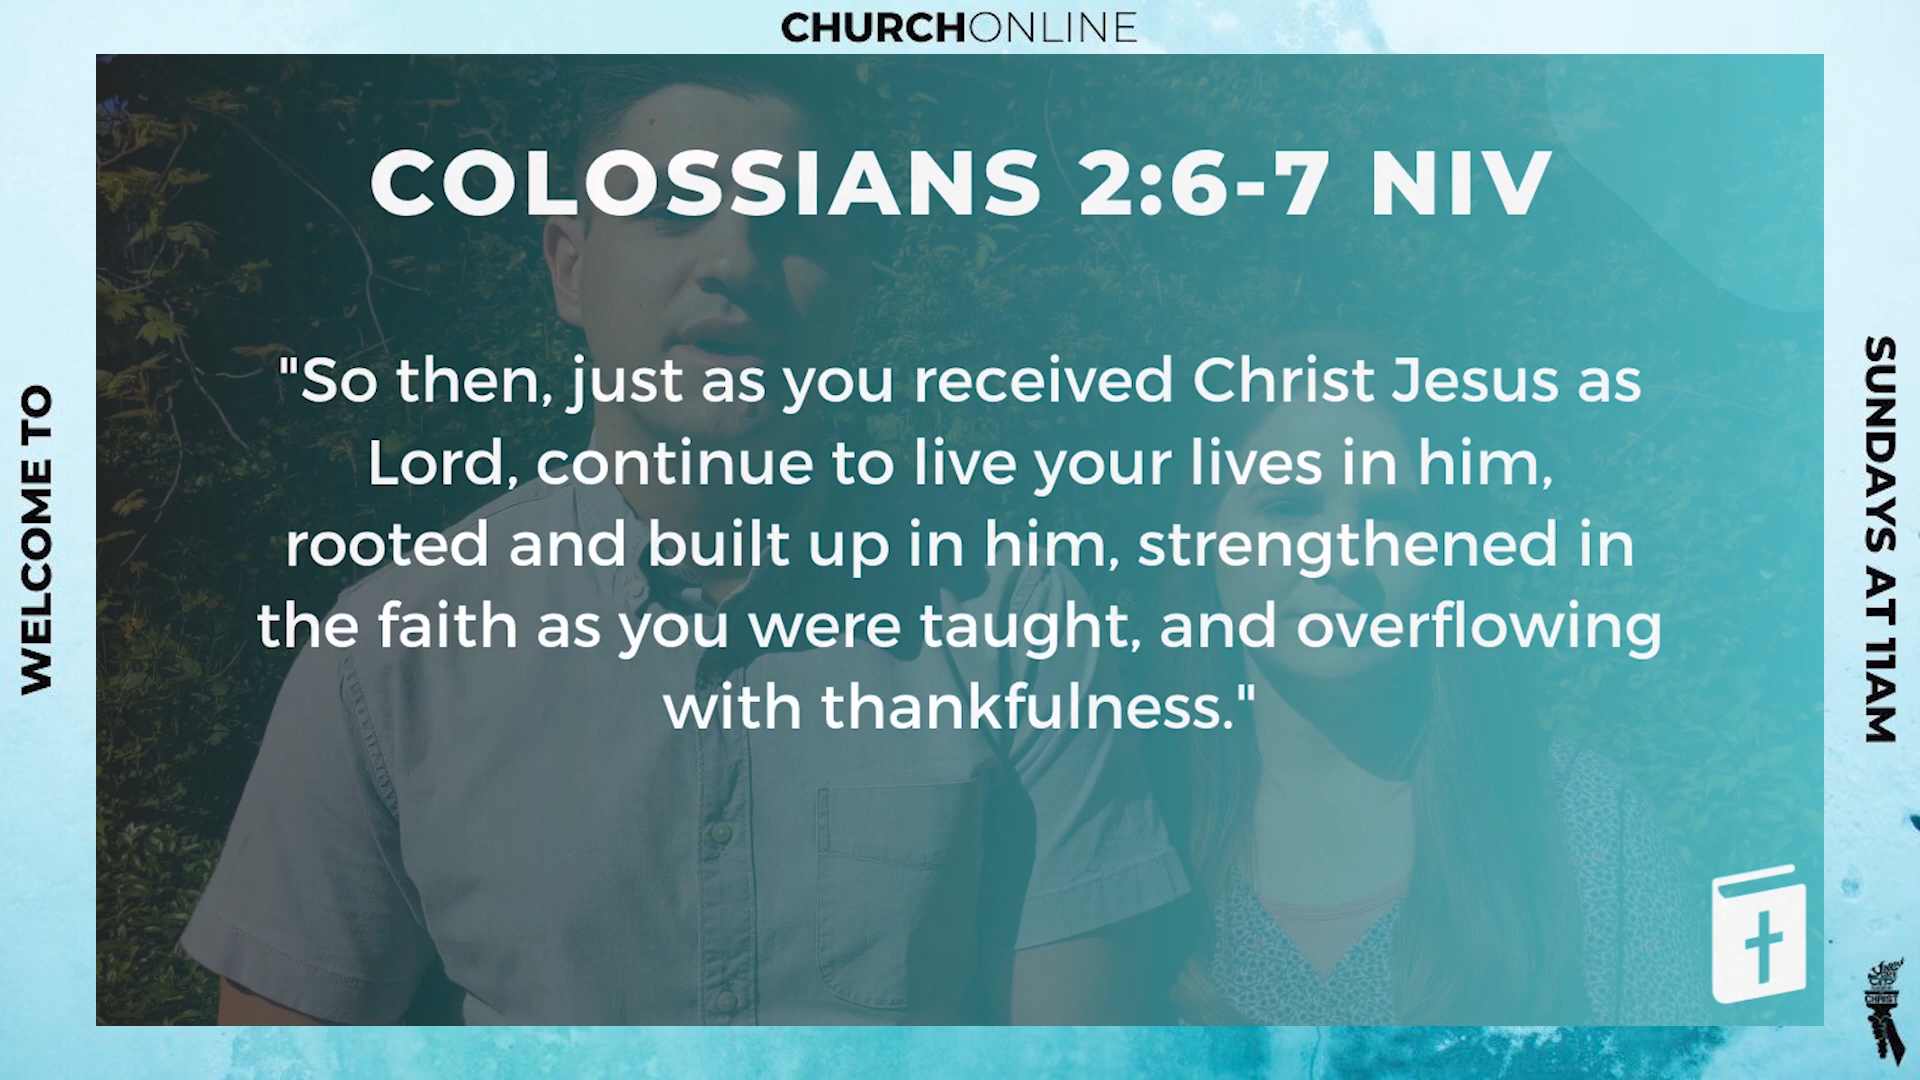 CHURCHONLINE
COLOSSIANS 2:6-7 NIV
"So then, just as you received Christ Jesus as
Lord, continue to live your lives in him,
rooted and built up in him, strengthened in
the faith as you were taught, and overflowing
with thankfulness."
WELCOME TO
SUNDAYS AT 11AM
CHRIST